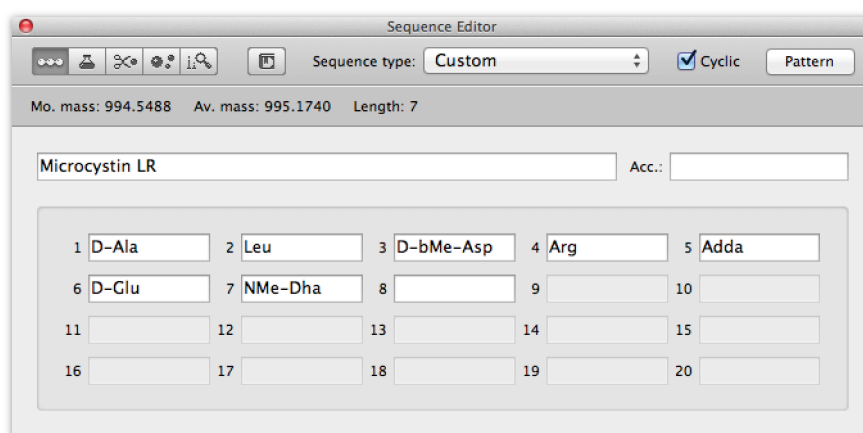 Sequence Editor
Sequence type: Custom Cyclic Pattern
Mo. mass: 994.5488 Av. mass: 995.1740 Length: 7
Microcystin LR Acc.:
1 D-Ala 2 Leu 3 D-bMe-Asp 4 Arg 5 Adda
6 D-Glu 7 NMe-Dha 8 9 10
11 12 13 14 15
16 17 18 19 20